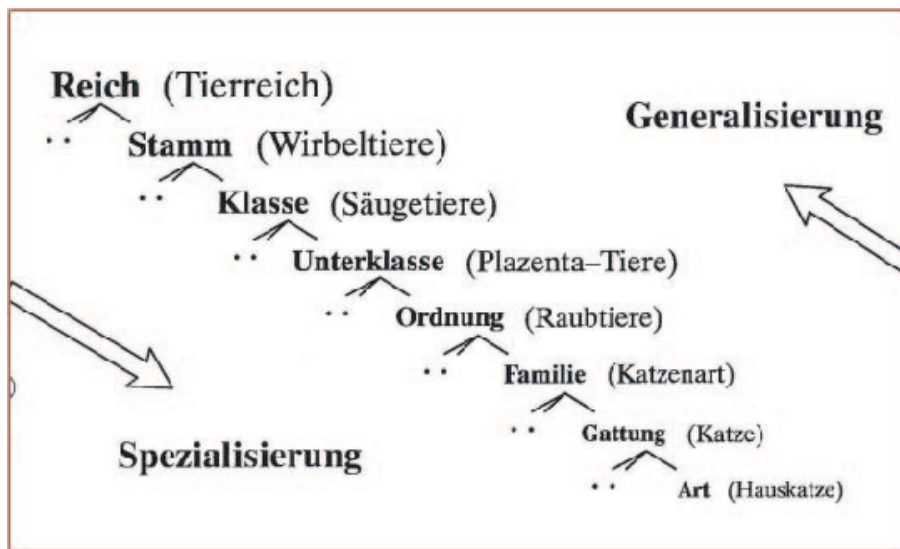 Reich (Tierreich)
Generalisierung
Stamm (Wirbeltiere)
Klasse (Säugetiere)
Unterklasse (Plazenta–Tiere)
Ordnung (Raubtiere)
Familie (Katzenart)
Gattung (Katze)
Spezialisierung
Art (Hauskatze)